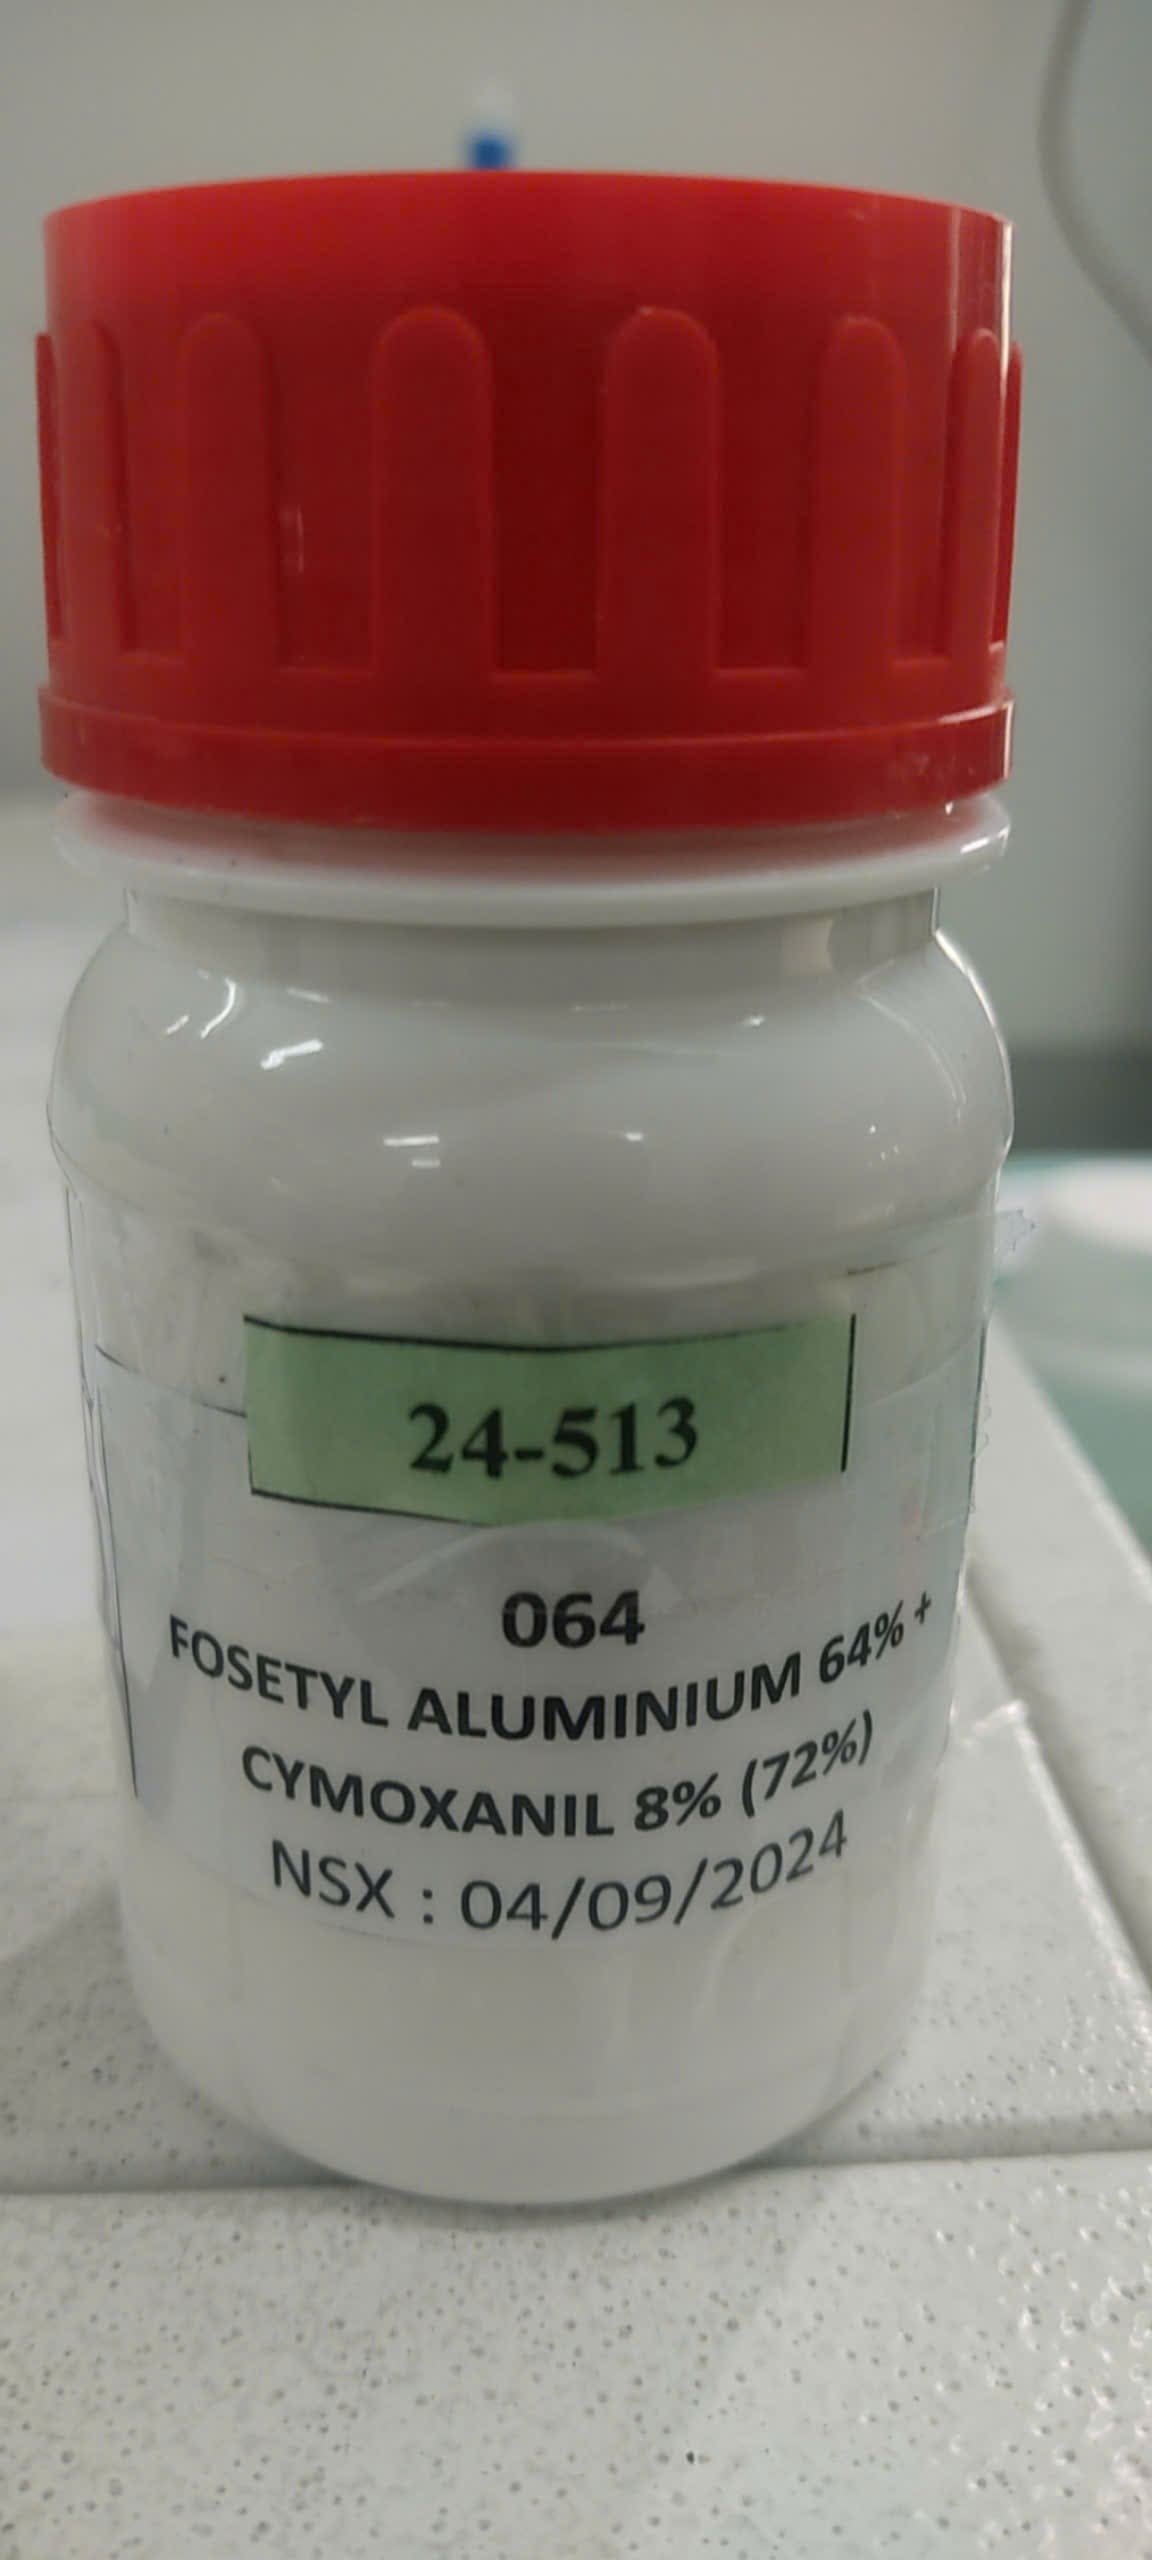 24-513
064
FOSETYL ALUMINIUM 64% +
CYMOXANIL 8% (72%)
NSX : 04/09/2024